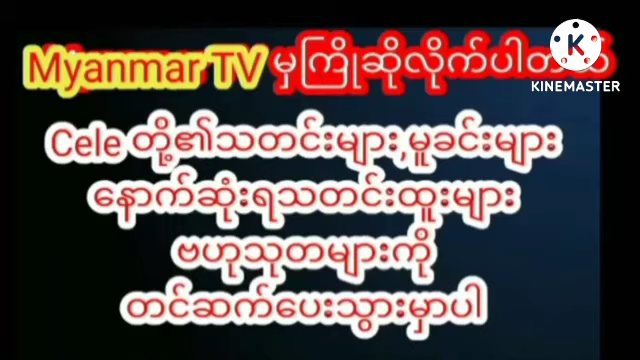 Myanmar TV မှကြိုဆိုလိုက်ပါတယ်
KINEMASTER
Cele တို့၏သတင်းများ,မူခင်းများ
နောက်ဆုံးရသတင်းထူးများ
ဗဟုသုတများကို
တင်ဆက်ပေးသွားမှာပါ